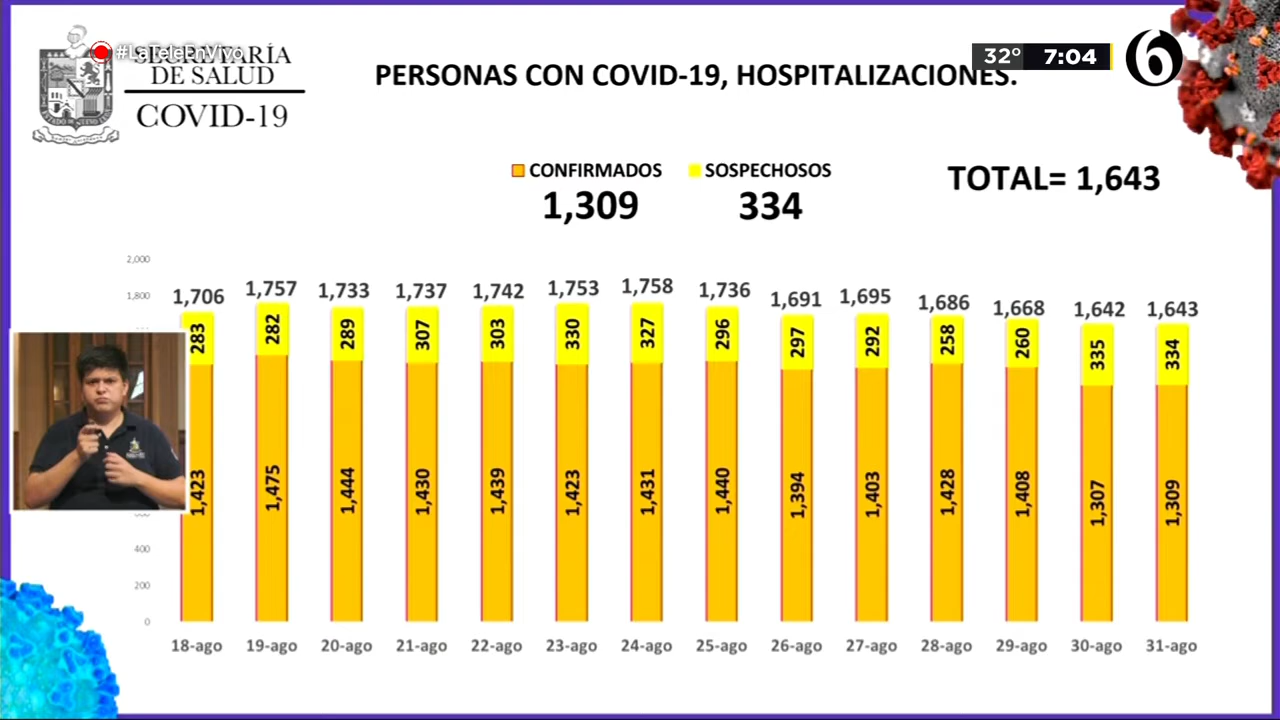 #LaTeleEnVivo
SECRETARÍA
DE SALUD
COVID-19
PERSONAS CON COVID-19, HOSPITALIZACIONES.
32° 7:04 6
CONFIRMADOS SOSPECHOSOS
1,309 334
TOTAL= 1,643
2,000
1,800
400
200
0
1,706 1,757 1,733 1,737 1,742 1,753 1,758 1,736 1,691 1,695 1,686 1,668 1,642 1,643
283 282 289 307 303 330 327 296 297 292 258 260 335 334
1,423 1,475 1,444 1,430 1,439 1,423 1,431 1,440 1,394 1,403 1,428 1,408 1,307 1,309
18-ago 19-ago 20-ago 21-ago 22-ago 23-ago 24-ago 25-ago 26-ago 27-ago 28-ago 29-ago 30-ago 31-ago